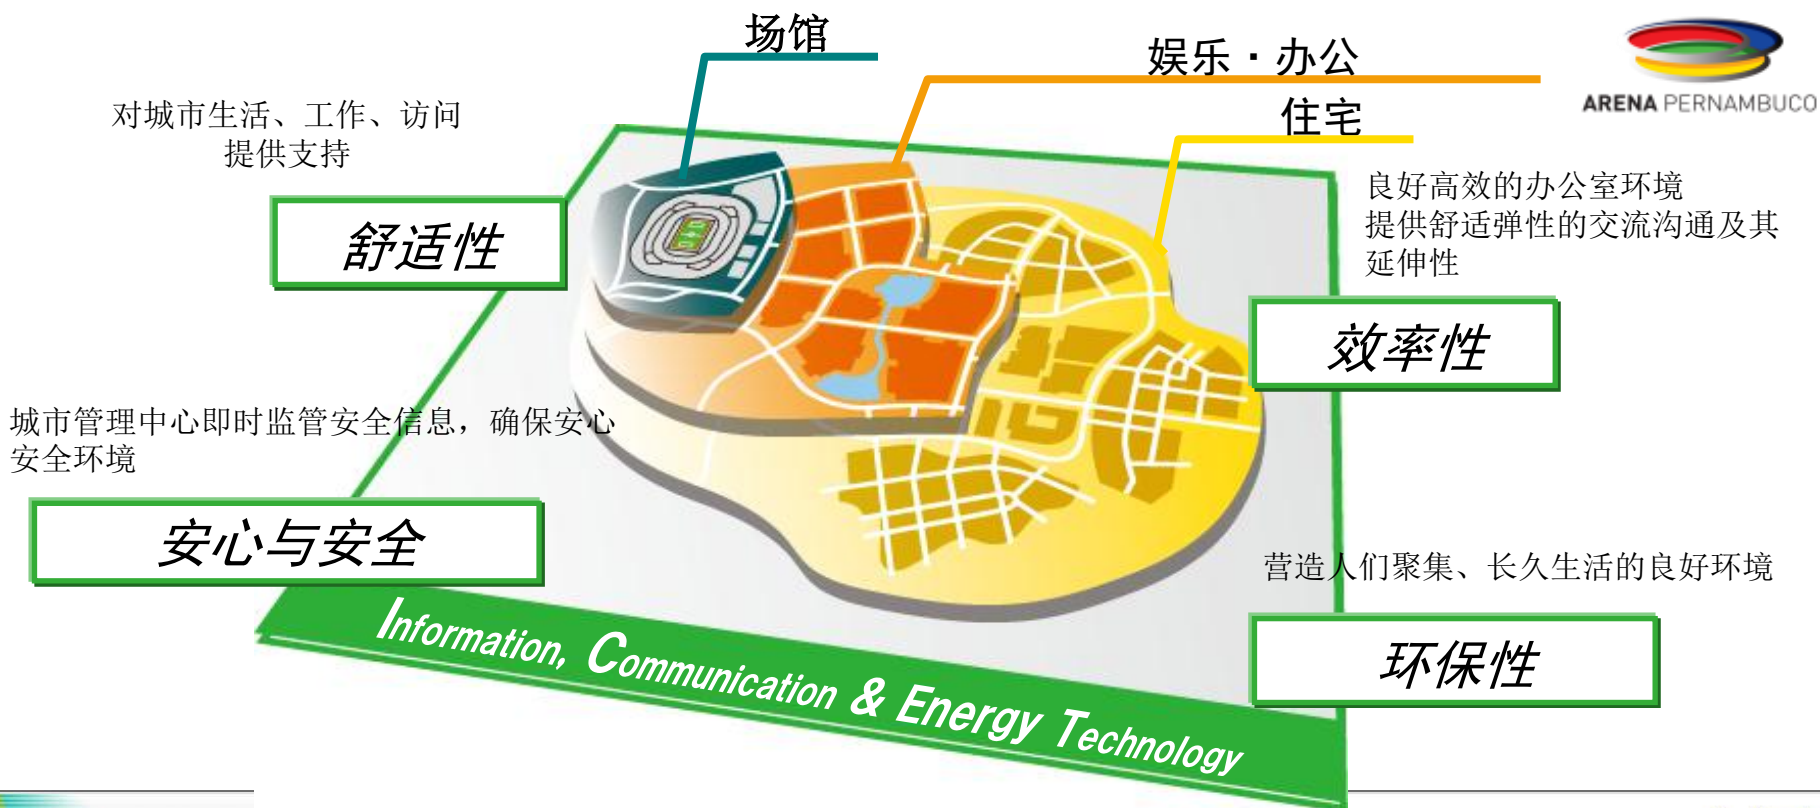 场馆
娱乐·办公
住宅
ARENA PERNAMBUCO
对城市生活、工作、访问
提供支持
舒适性
良好高效的办公室环境
提供舒适弹性的交流沟通及其
延伸性
效率性
城市管理中心即时监管安全信息，确保安心
安全环境
安心与安全
营造人们聚集、长久生活的良好环境
环保性
Information, Communication & Energy Technology